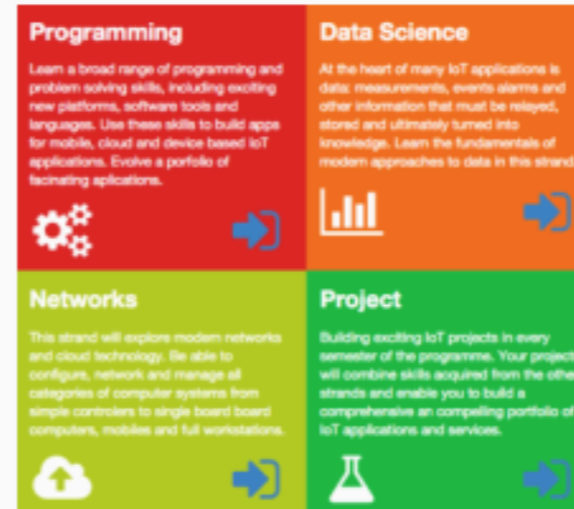 Programming
Learn a broad range of programming and
problem solving skills, including exciting
new platforms, software tools and
languages. Use these skills to build apps
for mobile, cloud and device based IoT
applications. Evolve a porfolio of
facinating aplications.
Data Science
At the heart of many IoT applications is
data: measurements, events alarms and
other information that must be relayed,
stored and ultimately turned into
knowledge. Learn the fundamentals of
modern approaches to data in this strand.
Networks
This strand will explore modern networks
and cloud technology. Be able to
configure, network and manage all
categories of computer systems from
simple controlers to single board board
computers, mobiles and full workstations.
Project
Building exciting IoT projects in every
semester of the programme. Your project
will combine skills acquired from the other
strands and enable you to build a
comprehensive an compelling portfolio of
IoT applications and services.